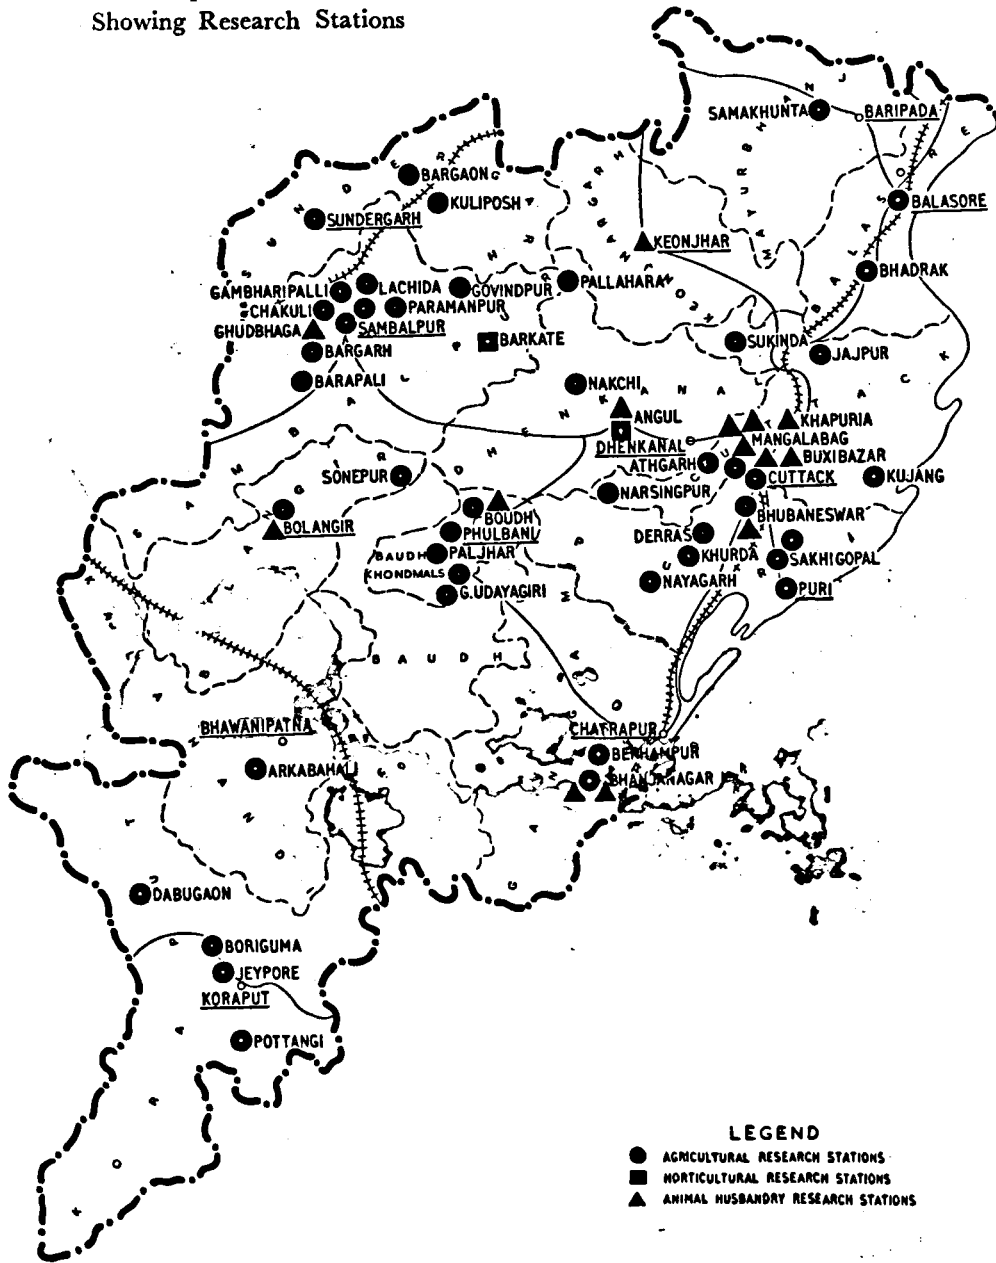 Showing Research Stations
SAMAKHUNTA
BARIPADA
BARGAON
KULIPOSH
SUNDERGARH
BALASORE
KEONJHAR
BHADRAK
GAMBHARIPALLI
LACHIDA
GOVINDPUR
PALLAHARA
CHAKULI
PARAMANPUR
GHUDBHAGA
SAMBALPUR
BARKATE
SUKINDA
BARGARH
JAJPUR
BARAPALI
NAKCHI
ANGUL
KHAPURIA
DHENKANAL
MANGALABAG
ATHGARH
BUXIBAZAR
SONEPUR
CUTTACK
KUJANG
NARSINGPUR
BOLANGIR
BOUDH
BHUBANESWAR
PHULBANI
DERRAS
BAUDH
PALJHAR
KHURDA
SAKHIGOPAL
KHONDMALS
NAYAGARH
G.UDAYAGIRI
PURI
BAUDH
BHAWANIPATNA
CHATRAPUR
BERHAMPUR
ARKABAHALI
BHANJANAGAR
DABUGAON
BORIGUMA
JEYPORE
KORAPUT
POTTANGI
LEGEND
AGRICULTURAL RESEARCH STATIONS
HORTICULTURAL RESEARCH STATIONS
ANIMAL HUSBANDRY RESEARCH STATIONS